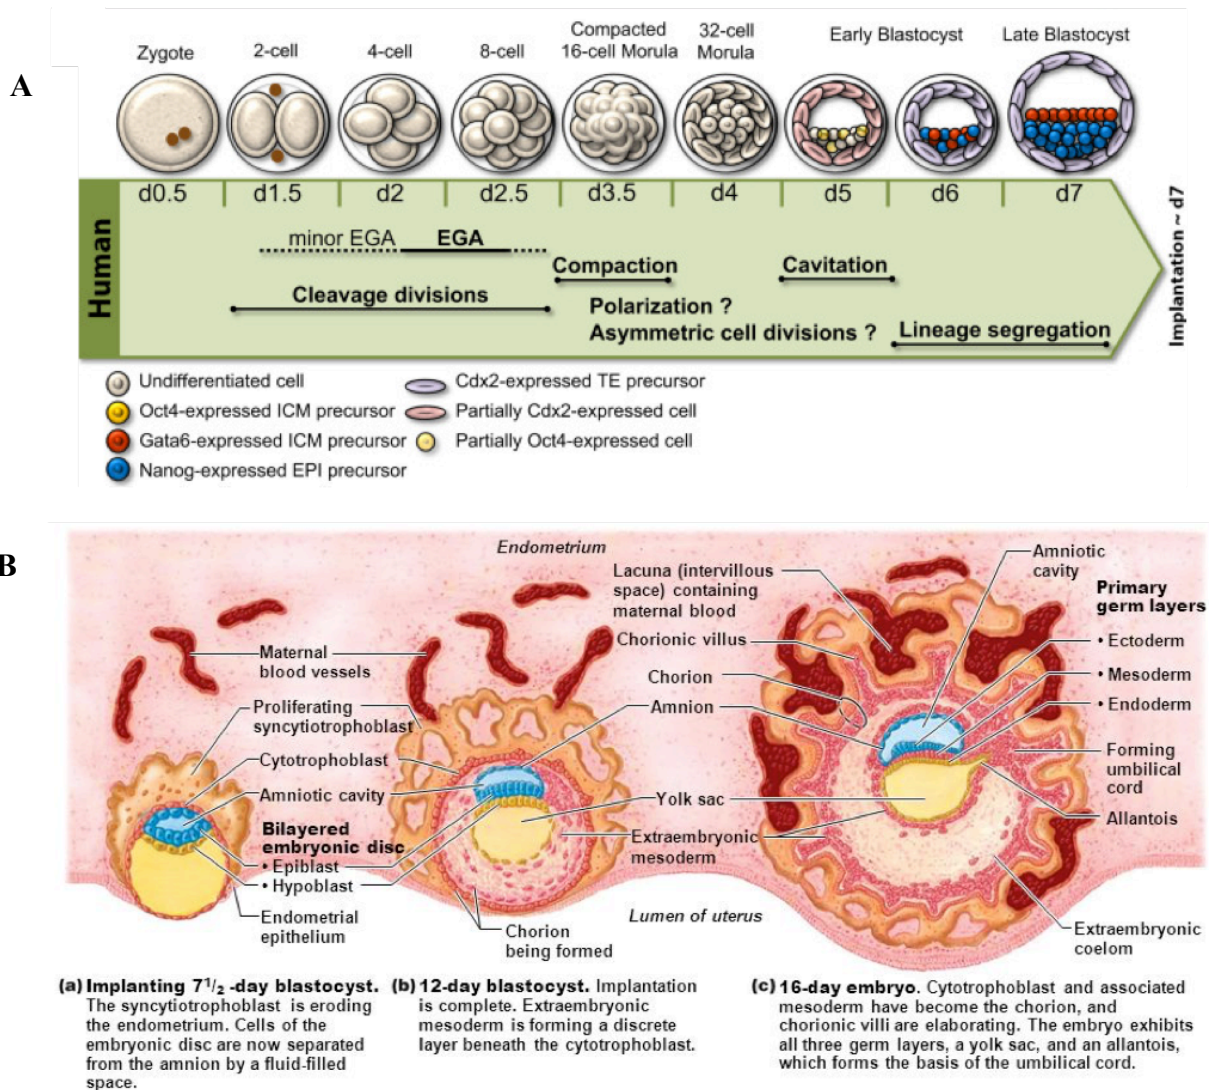 A
Zygote
2-cell
4-cell
8-cell
Compacted
16-cell Morula
32-cell
Morula
Early Blastocyst
Late Blastocyst
Human
d0.5
d1.5
d2
d2.5
d3.5
d4
d5
d6
d7
minor EGA
EGA
Compaction
Cavitation
Cleavage divisions
Polarization ?
Asymmetric cell divisions ?
Lineage segregation
Implantation ~ d7
Undifferentiated cell
Oct4-expressed ICM precursor
Gata6-expressed ICM precursor
Nanog-expressed EPI precursor
Cdx2-expressed TE precursor
Partially Cdx2-expressed cell
Partially Oct4-expressed cell
B
Endometrium
Maternal
blood vessels
Proliferating
syncytiotrophoblast
Cytotrophoblast
Amniotic cavity
Bilayered
embryonic disc
• Epiblast
• Hypoblast
Endometrial
epithelium
Lacuna (intervillous
space) containing
maternal blood
Chorionic villus
Chorion
Amnion
Yolk sac
Extraembryonic
mesoderm
Lumen of uterus
Chorion
being formed
Amniotic
cavity
Primary
germ layers
• Ectoderm
• Mesoderm
• Endoderm
Forming
umbilical
cord
Allantois
Extraembryonic
coelom
(a) Implanting 7 1/2 -day blastocyst.
The syncytiotrophoblast is eroding
the endometrium. Cells of the
embryonic disc are now separated
from the amnion by a fluid-filled
space.
(b) 12-day blastocyst. Implantation
is complete. Extraembryonic
mesoderm is forming a discrete
layer beneath the cytotrophoblast.
(c) 16-day embryo. Cytotrophoblast and associated
mesoderm have become the chorion, and
chorionic villi are elaborating. The embryo exhibits
all three germ layers, a yolk sac, and an allantois,
which forms the basis of the umbilical cord.